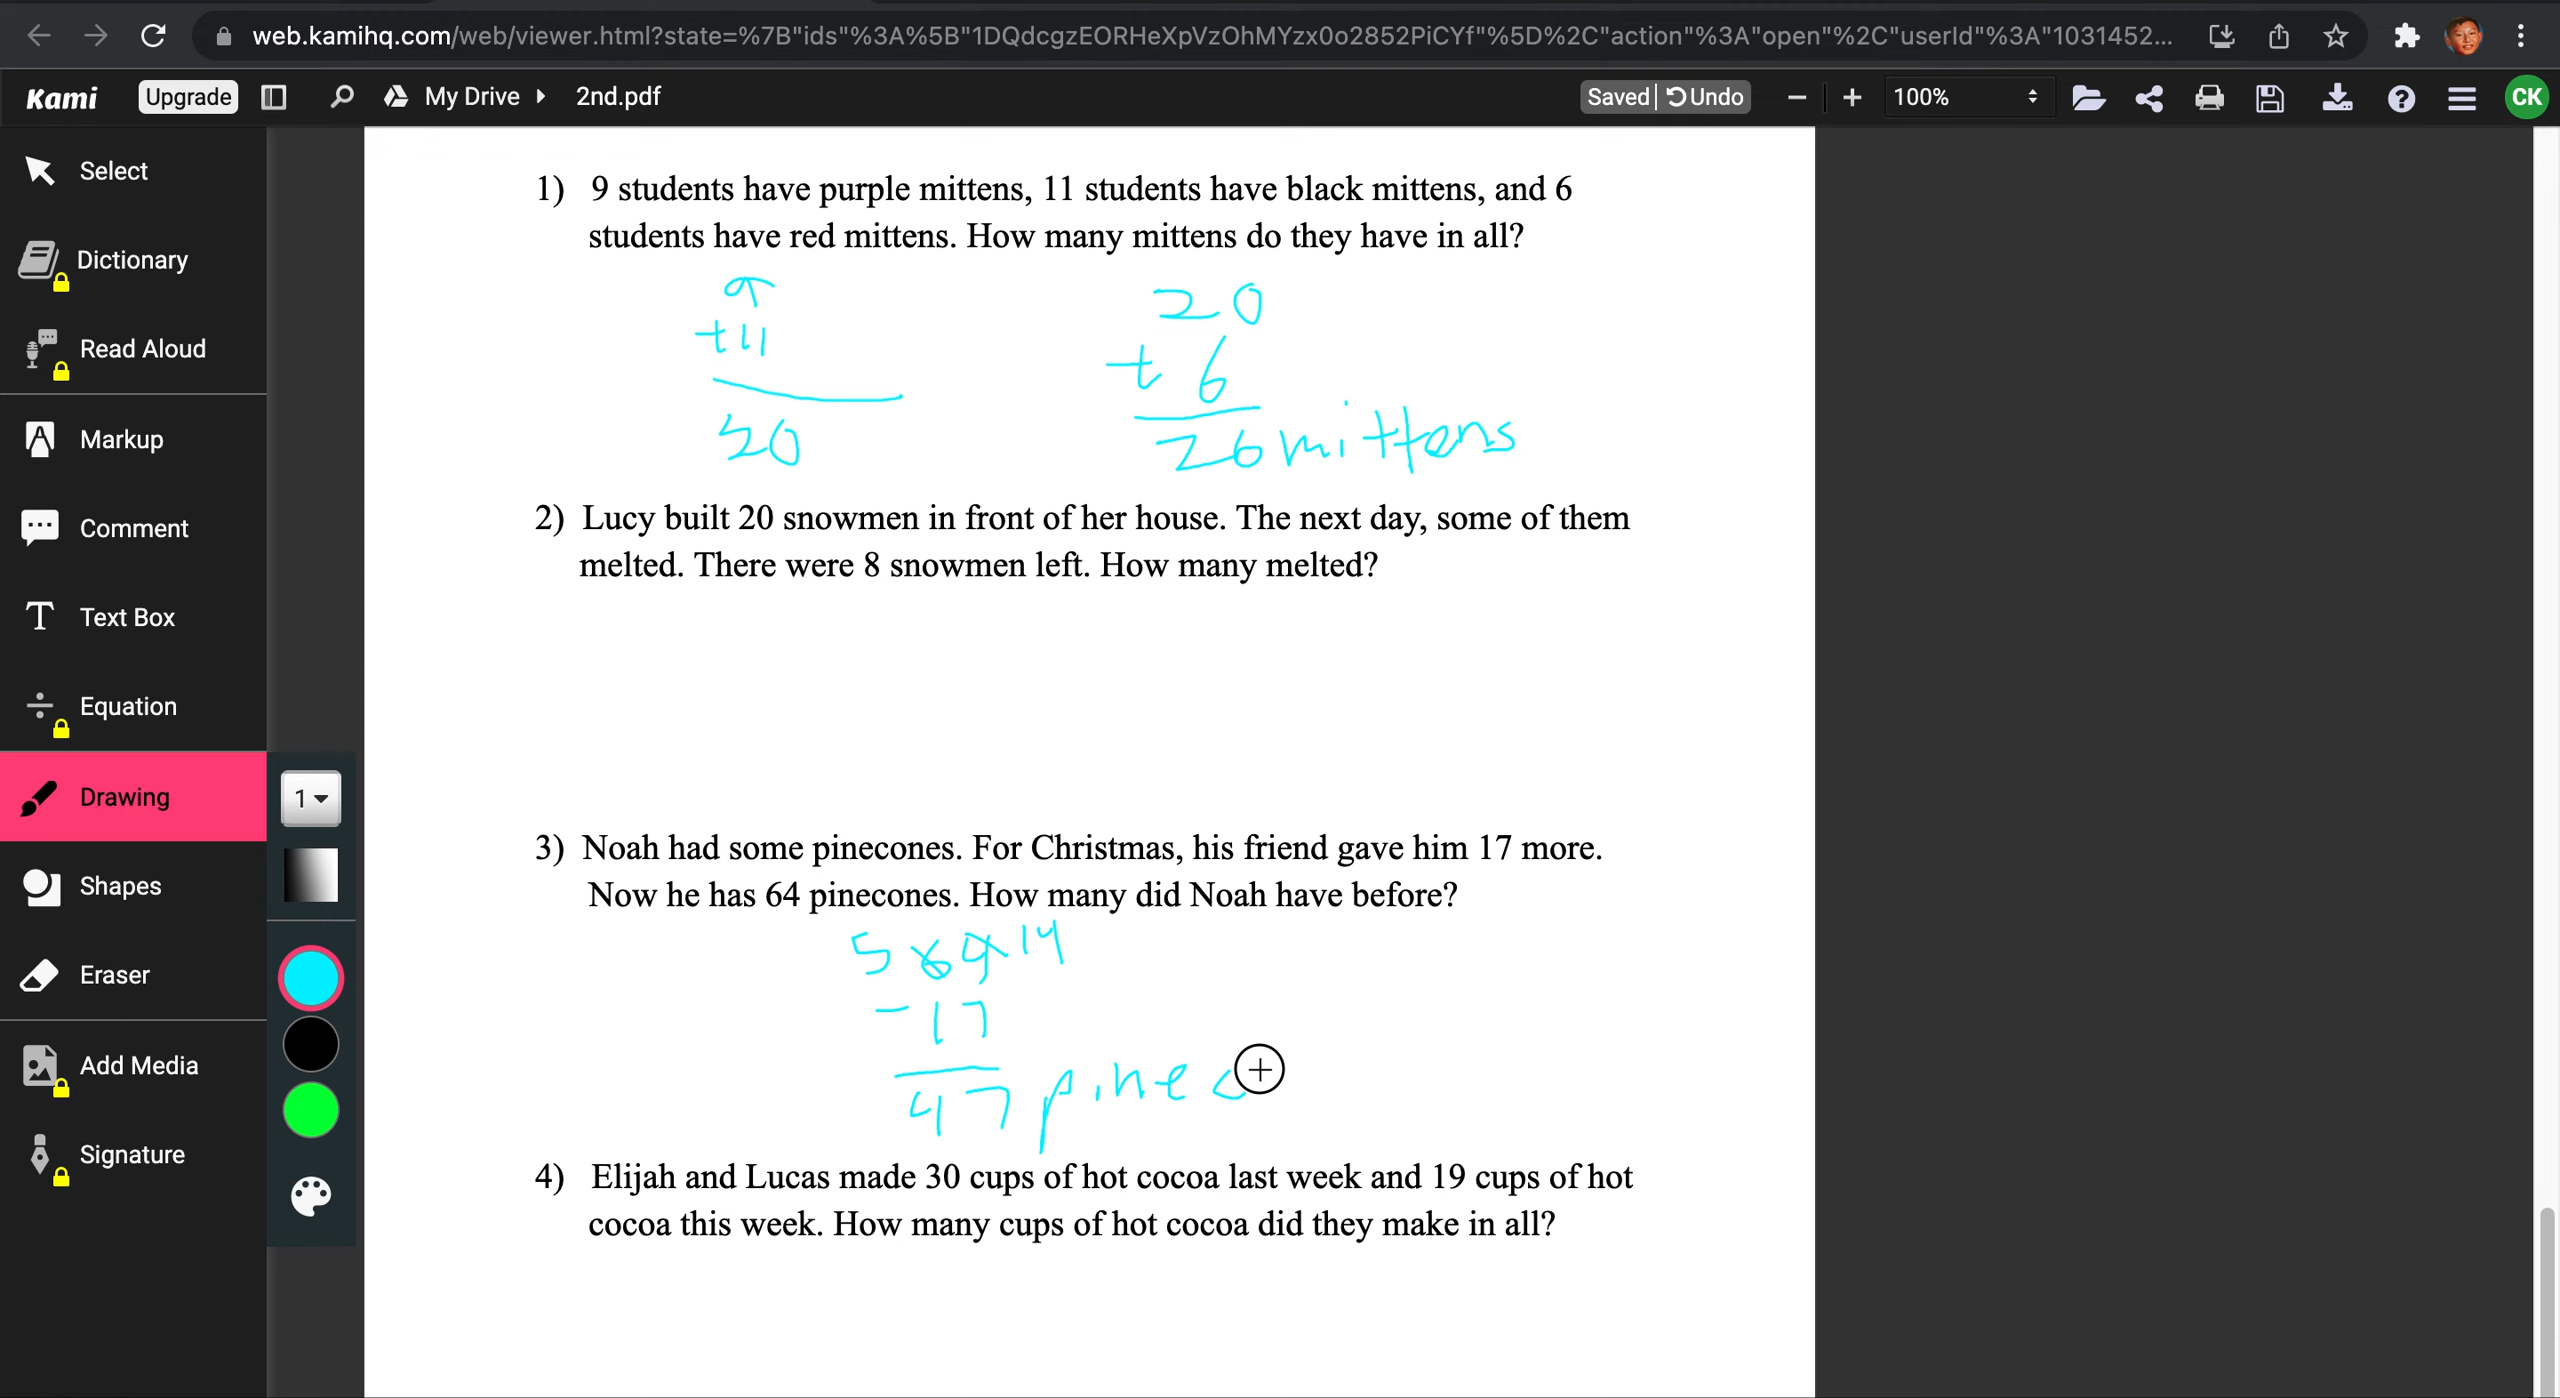 web.kamihq.com/web/viewer.html?state=%7B"ids"%3A%5B"1DQdcgzEORHeXpVzOhMYzx0o2852PiCYf"%5D%2C"action"%3A"open"%2C"userId"%3A"1031452...
Kami Upgrade My Drive 2nd.pdf Saved Undo 100% CK
Select
Dictionary
Read Aloud
Markup
Comment
Text Box
Equation
Drawing
1
Shapes
Eraser
Add Media
Signature
1) 9 students have purple mittens, 11 students have black mittens, and 6
students have red mittens. How many mittens do they have in all?
9
+11
20
20
+ 6
26 mittens
2) Lucy built 20 snowmen in front of her house. The next day, some of them
melted. There were 8 snowmen left. How many melted?
3) Noah had some pinecones. For Christmas, his friend gave him 17 more.
Now he has 64 pinecones. How many did Noah have before?
5 64 14
-17
47 pinec
4) Elijah and Lucas made 30 cups of hot cocoa last week and 19 cups of hot
cocoa this week. How many cups of hot cocoa did they make in all?